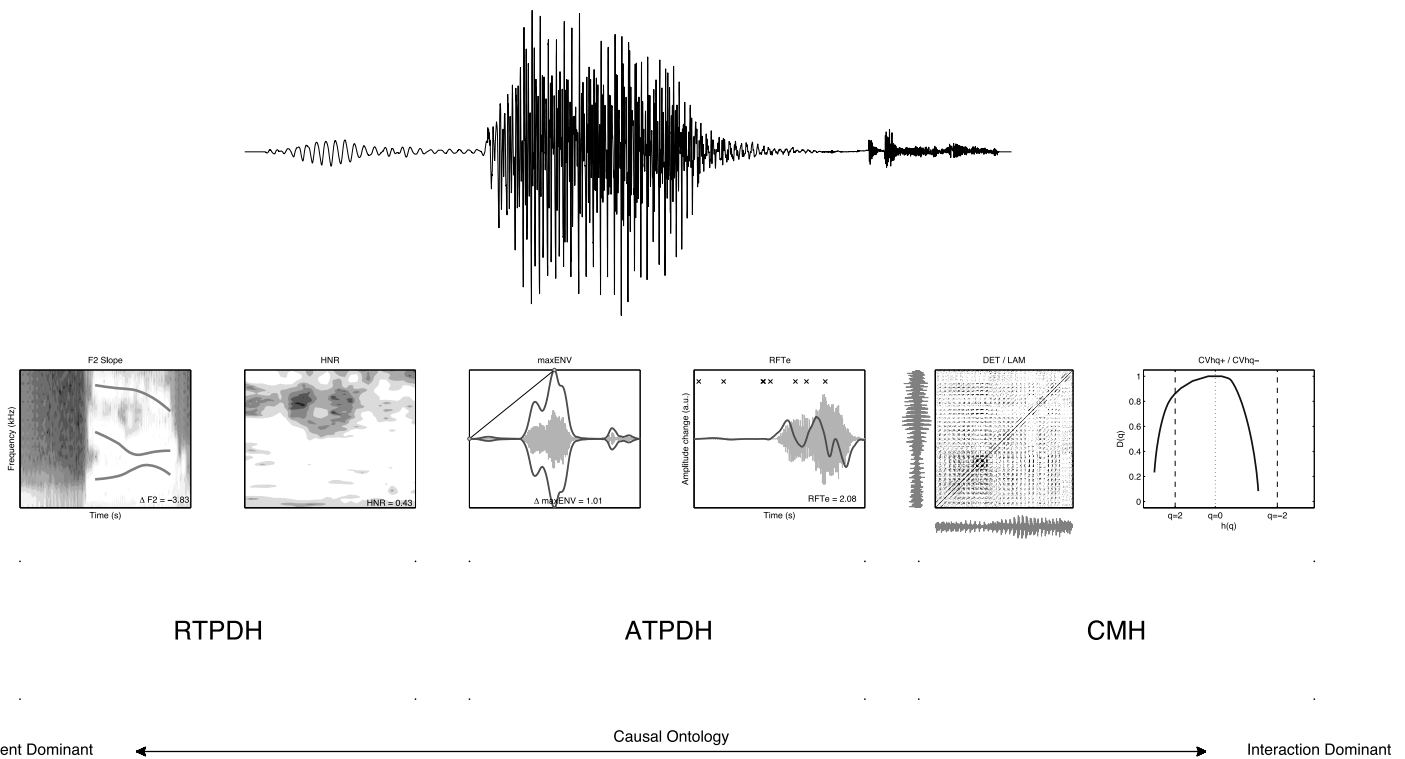 F2 Slope
HNR
maxENV
RFTe
DET / LAM
CVhq+ / CVhq−
Frequency (kHz)
Δ F2 = −3.83
Time (s)
HNR = 0.43
Δ maxENV = 1.01
Amplitude change (a.u.)
RFTe = 2.08
Time (s)
D(q)
1
0.8
0.6
0.4
0.2
0
q=2
q=0
q=−2
h(q)
RTPDH
ATPDH
CMH
ent Dominant
Causal Ontology
Interaction Dominant